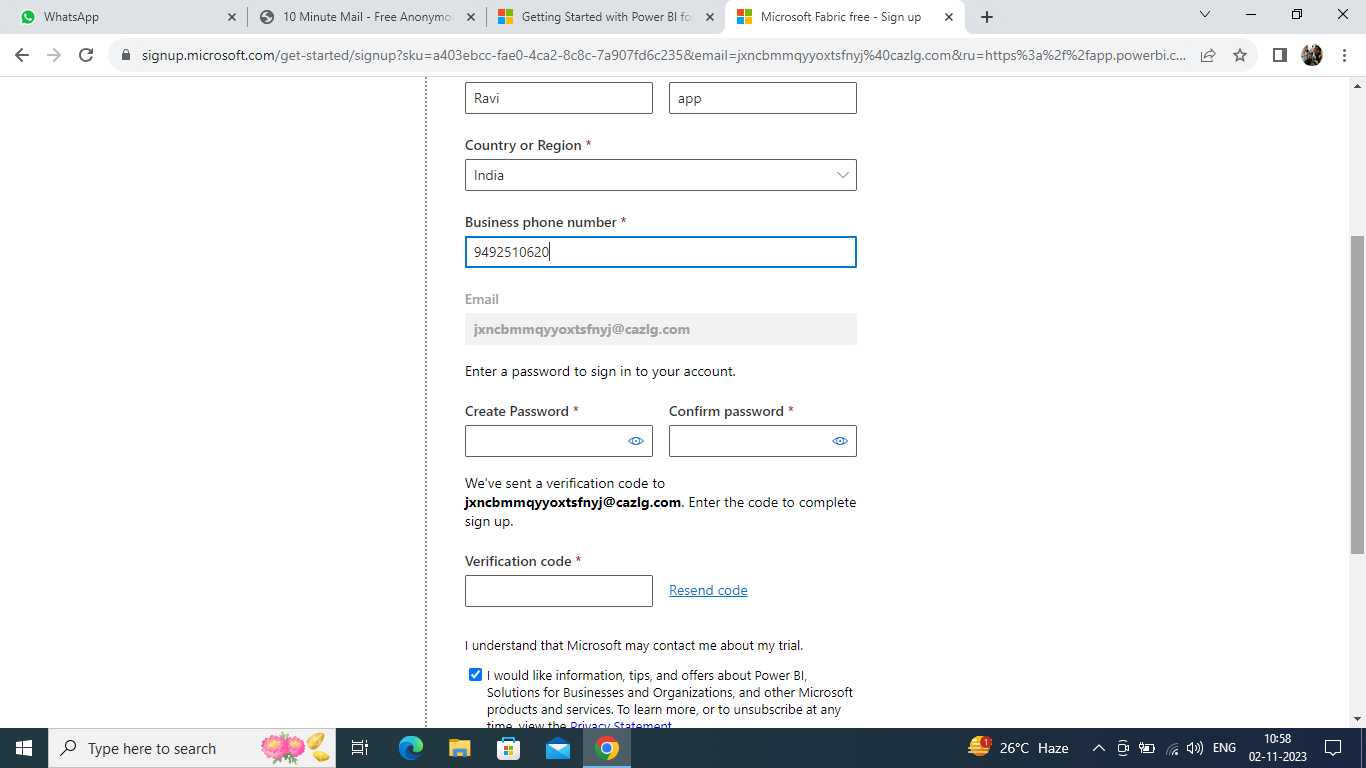 WhatsApp
10 Minute Mail - Free Anonymo
Getting Started with Power BI fo
Microsoft Fabric free - Sign up
signup.microsoft.com/get-started/signup?sku=a403ebcc-fae0-4ca2-8c8c-7a907fd6c235&email=jxncbmmqyyoxtsfnyj%40cazlg.com&ru=https%3a%2f%2fapp.powerbi.c...
Ravi app
Country or Region *
India
Business phone number *
9492510620
Email
jxncbmmqyyoxtsfnyj@cazlg.com
Enter a password to sign in to your account.
Create Password * Confirm password *
We've sent a verification code to
jxncbmmqyyoxtsfnyj@cazlg.com. Enter the code to complete
sign up.
Verification code *
Resend code
I understand that Microsoft may contact me about my trial.
I would like information, tips, and offers about Power BI,
Solutions for Businesses and Organizations, and other Microsoft
products and services. To learn more, or to unsubscribe at any
time, view the Privacy Statement.
Type here to search
1
26°C Haze
ENG
10:58
02-11-2023